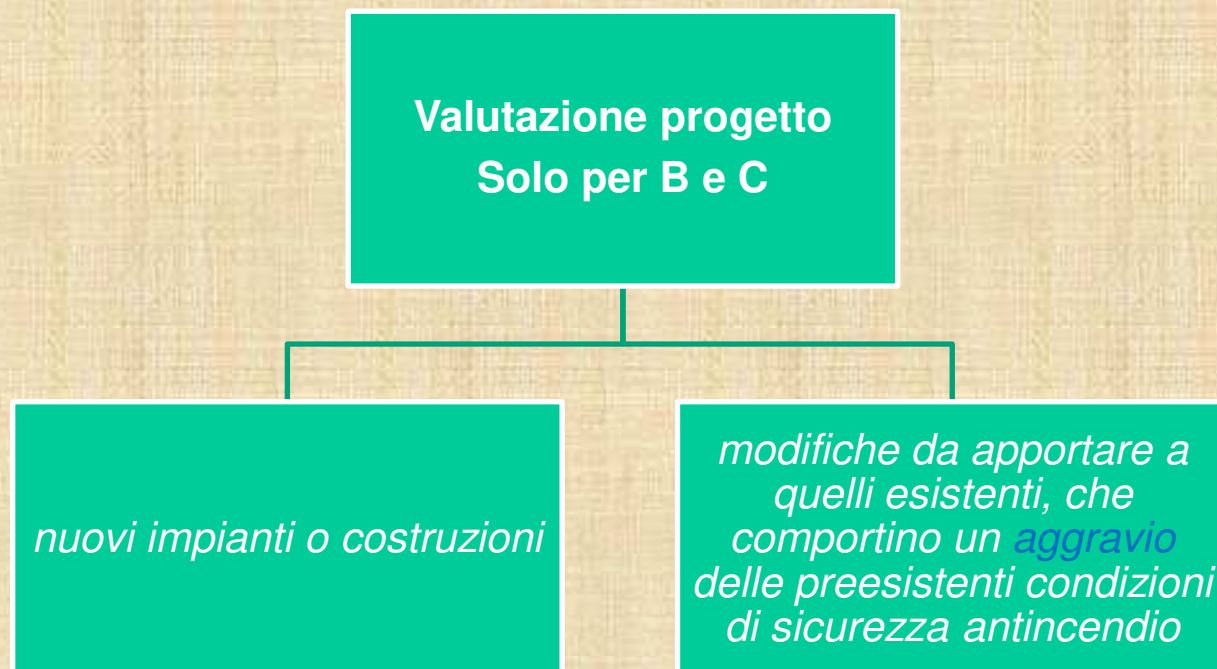 Valutazione progetto
Solo per B e C
nuovi impianti o costruzioni
modifiche da apportare a
quelli esistenti, che
comportino un aggravio
delle preesistenti condizioni
di sicurezza antincendio